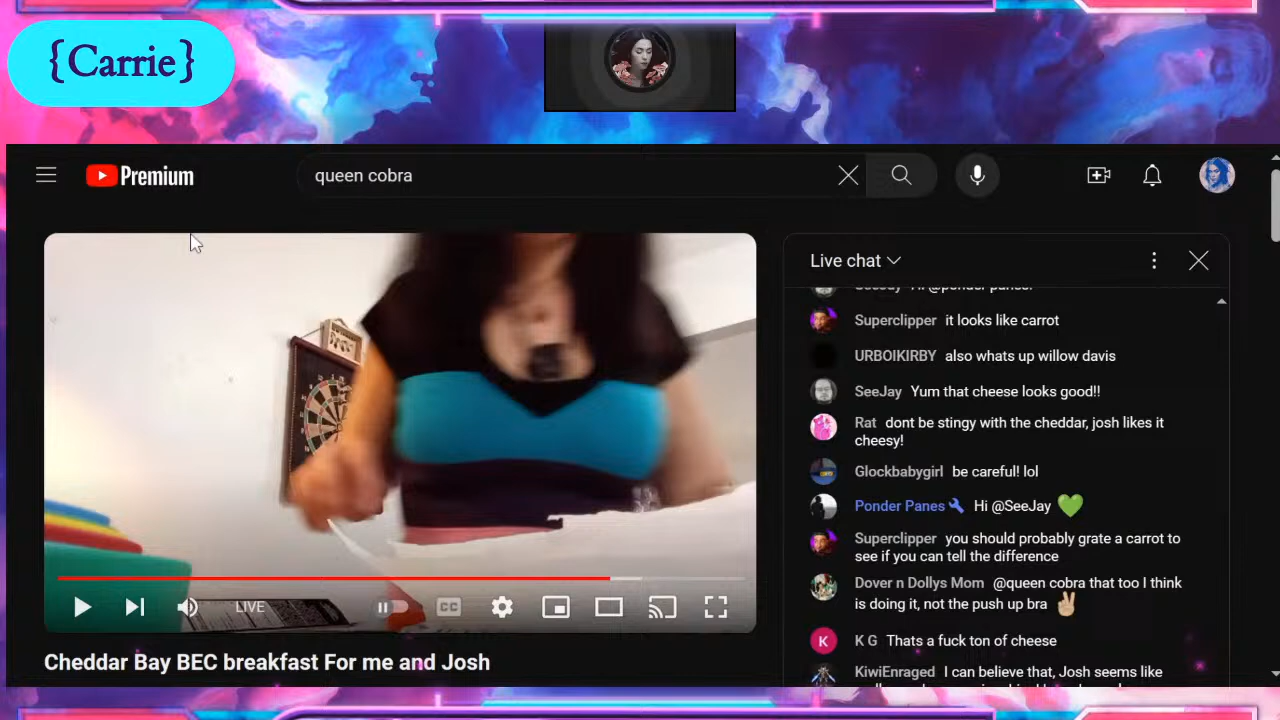 {Carrie}
Premium
queen cobra
Live chat
Superclipper it looks like carrot
URBOIKIRBY also whats up willow davis
SeeJay Yum that cheese looks good!!
Rat dont be stingy with the cheddar, josh likes it
cheesy!
Glockbabygirl be careful! lol
Ponder Panes Hi @SeeJay
Superclipper you should probably grate a carrot to
see if you can tell the difference
Dover n Dollys Mom @queen cobra that too I think
is doing it, not the push up bra
K
K G Thats a fuck ton of cheese
KiwiEnraged I can believe that, Josh seems like
LIVE
CC
Cheddar Bay BEC breakfast For me and Josh